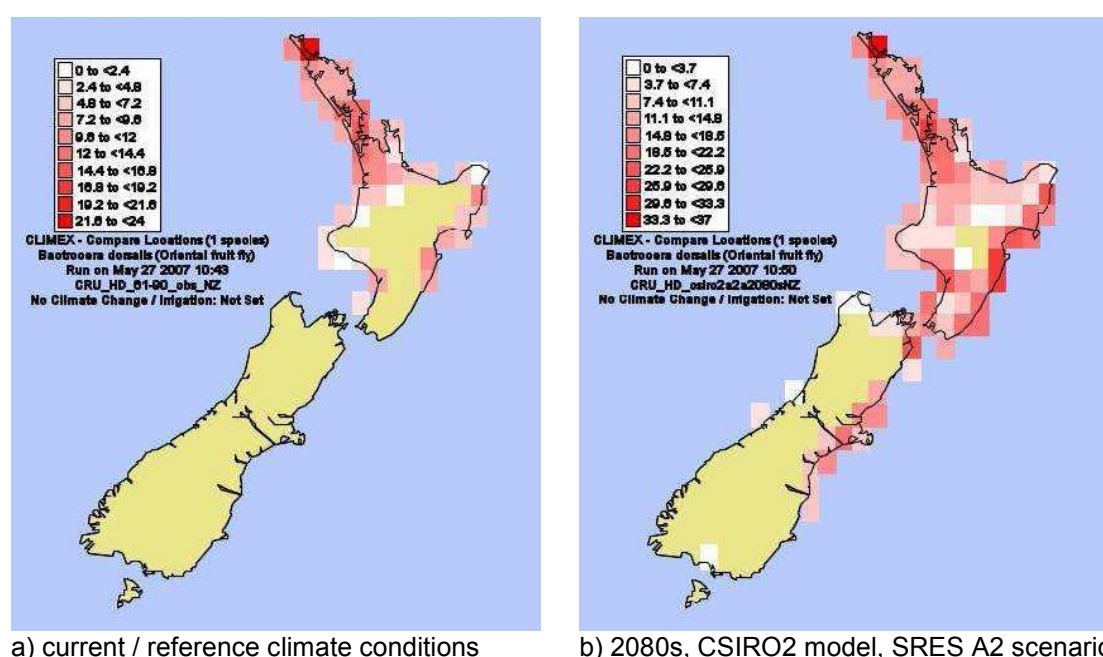 0 to <2.4
2.4 to <4.8
4.8 to <7.2
7.2 to <9.6
9.6 to <12
12 to <14.4
14.4 to <16.8
16.8 to <19.2
19.2 to <21.6
21.6 to <24
CLIMEX - Compare Locations (1 species)
Bactrocera dorsalis (Oriental fruit fly)
Run on May 27 2007 10:43
CRU_HD_61-90_obs_NZ
No Climate Change / Irrigation: Not Set
a) current / reference climate conditions
0 to <3.7
3.7 to <7.4
7.4 to <11.1
11.1 to <14.8
14.8 to <18.5
18.5 to <22.2
22.2 to <25.9
25.9 to <29.6
29.6 to <33.3
33.3 to <37
CLIMEX - Compare Locations (1 species)
Bactrocera dorsalis (Oriental fruit fly)
Run on May 27 2007 10:50
CRU_HD_csiro2a2a2080sNZ
No Climate Change / Irrigation: Not Set
b) 2080s, CSIRO2 model, SRES A2 scenario